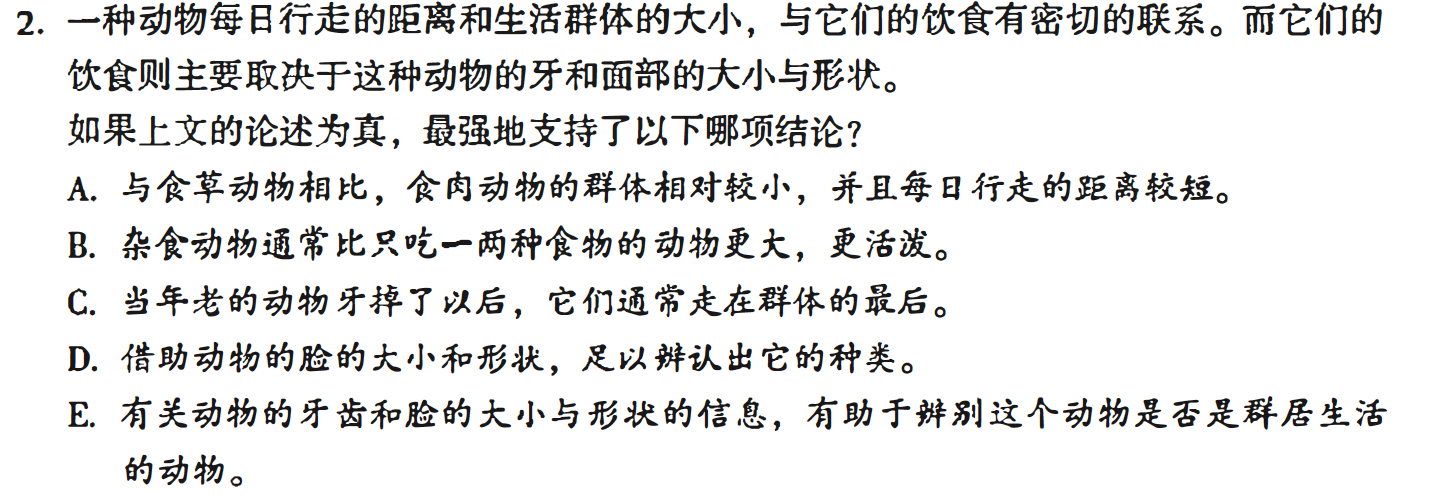 2. 一种动物每日行走的距离和生活群体的大小，与它们的饮食有密切的联系。而它们的
饮食则主要取决于这种动物的牙和面部的大小与形状。
如果上文的论述为真，最强地支持了以下哪项结论？
A. 与食草动物相比，食肉动物的群体相对较小，并且每日行走的距离较短。
B. 杂食动物通常比只吃一两种食物的动物更大，更活泼。
C. 当年老的动物牙掉了以后，它们通常走在群体的最后。
D. 借助动物的脸的大小和形状，足以辨认出它的种类。
E. 有关动物的牙齿和脸的大小与形状的信息，有助于辨别这个动物是否是群居生活
的动物。